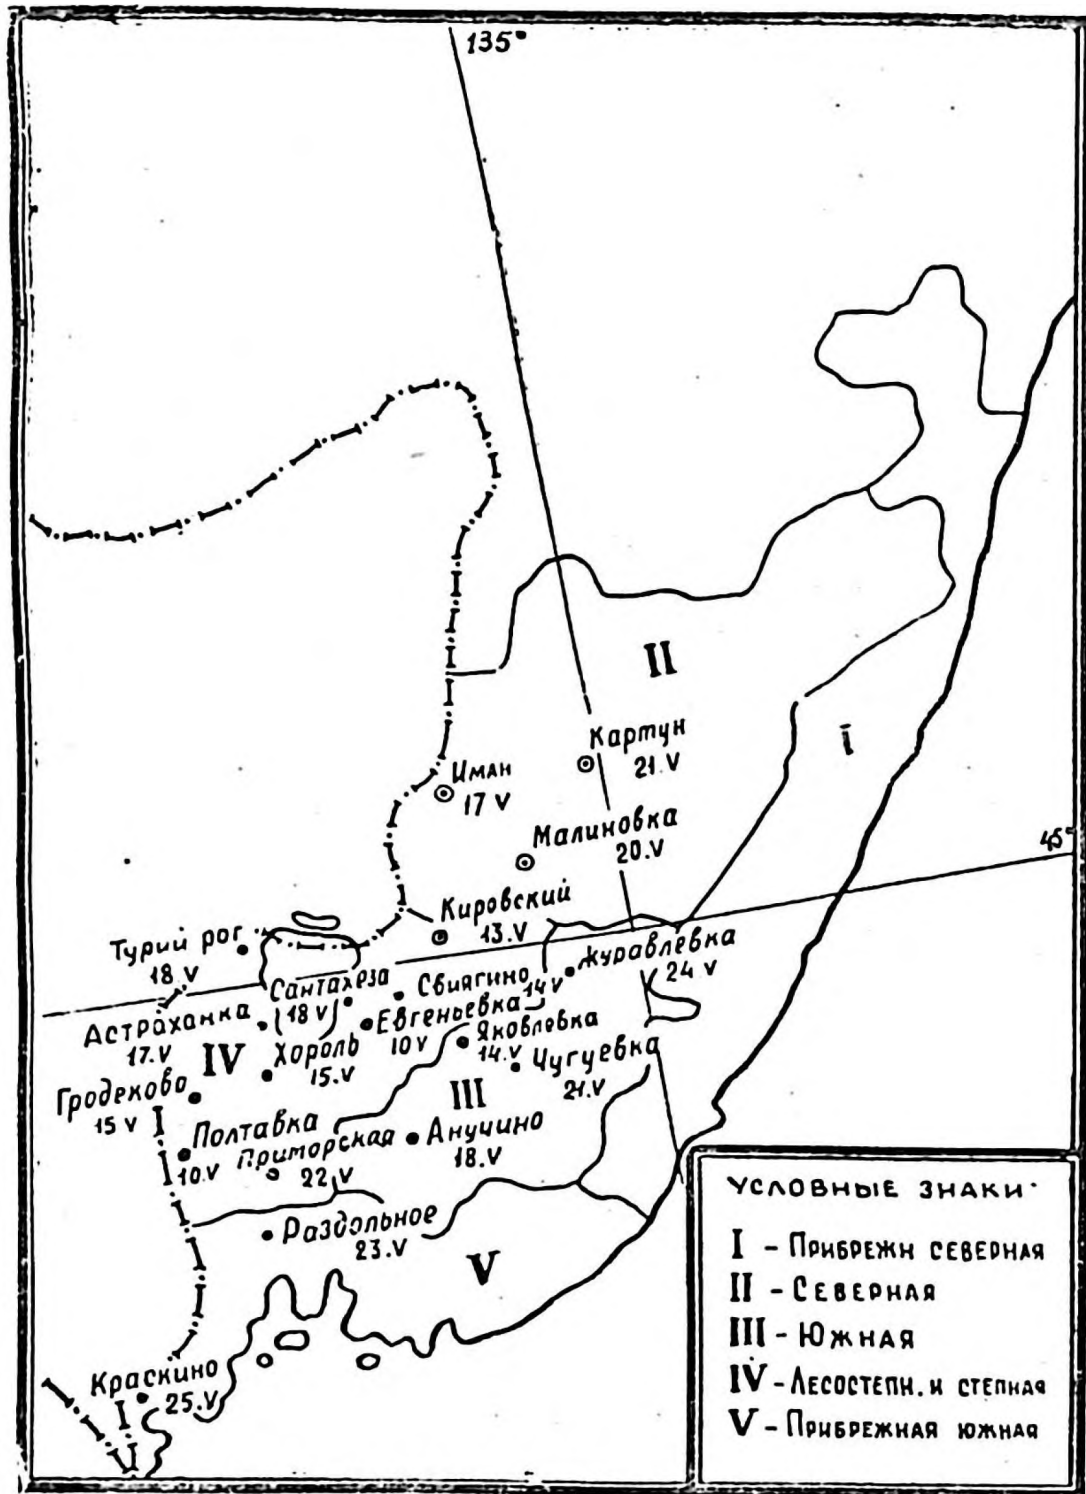 135°
II
Картун
21.V
I
Иман
17 V
Малиновка
20.V
45°
Кировский
13.V
Турий рог
18.V
Журавлевка
24 V
Сантахеза
18 V
Свиягино
14 V
Астраханка
17.V
Евгеньевка
10 V
Яковлевка
14.V
IV
Хороль
15.V
Чугуевка
21.V
Гродеково
15 V
III
Полтавка
10.V
Приморская
22.V
Анучино
18.V
Раздольное
23.V
V
Краскино
25.V
УСЛОВНЫЕ ЗНАКИ
I - ПРИБРЕЖН СЕВЕРНАЯ
II - СЕВЕРНАЯ
III - ЮЖНАЯ
IV - ЛЕСОСТЕПН. И СТЕПНАЯ
V - ПРИБРЕЖНАЯ ЮЖНАЯ